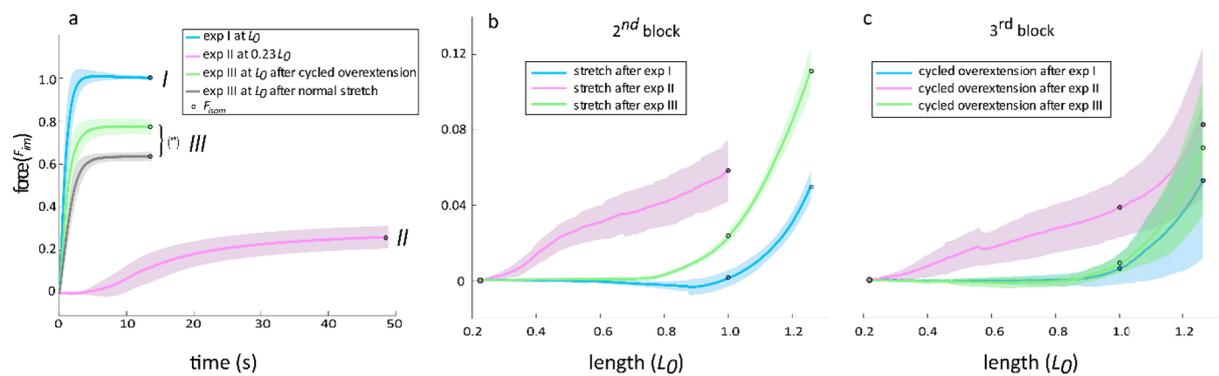 a
exp I at L0
exp II at 0.23L0
exp III at L0 after cycled overextension
exp III at L0 after normal stretch
Fisom
force(Fim)
1.0
0.8
0.6
0.4
0.2
0
I
(**) III
II
0 10 20 30 40 50
time (s)
b
2nd block
stretch after exp I
stretch after exp II
stretch after exp III
0.12
0.08
0.04
0
0.2 0.4 0.6 0.8 1.0 1.2
length (L0)
c
3rd block
cycled overextension after exp I
cycled overextension after exp II
cycled overextension after exp III
0.2 0.4 0.6 0.8 1.0 1.2
length (L0)